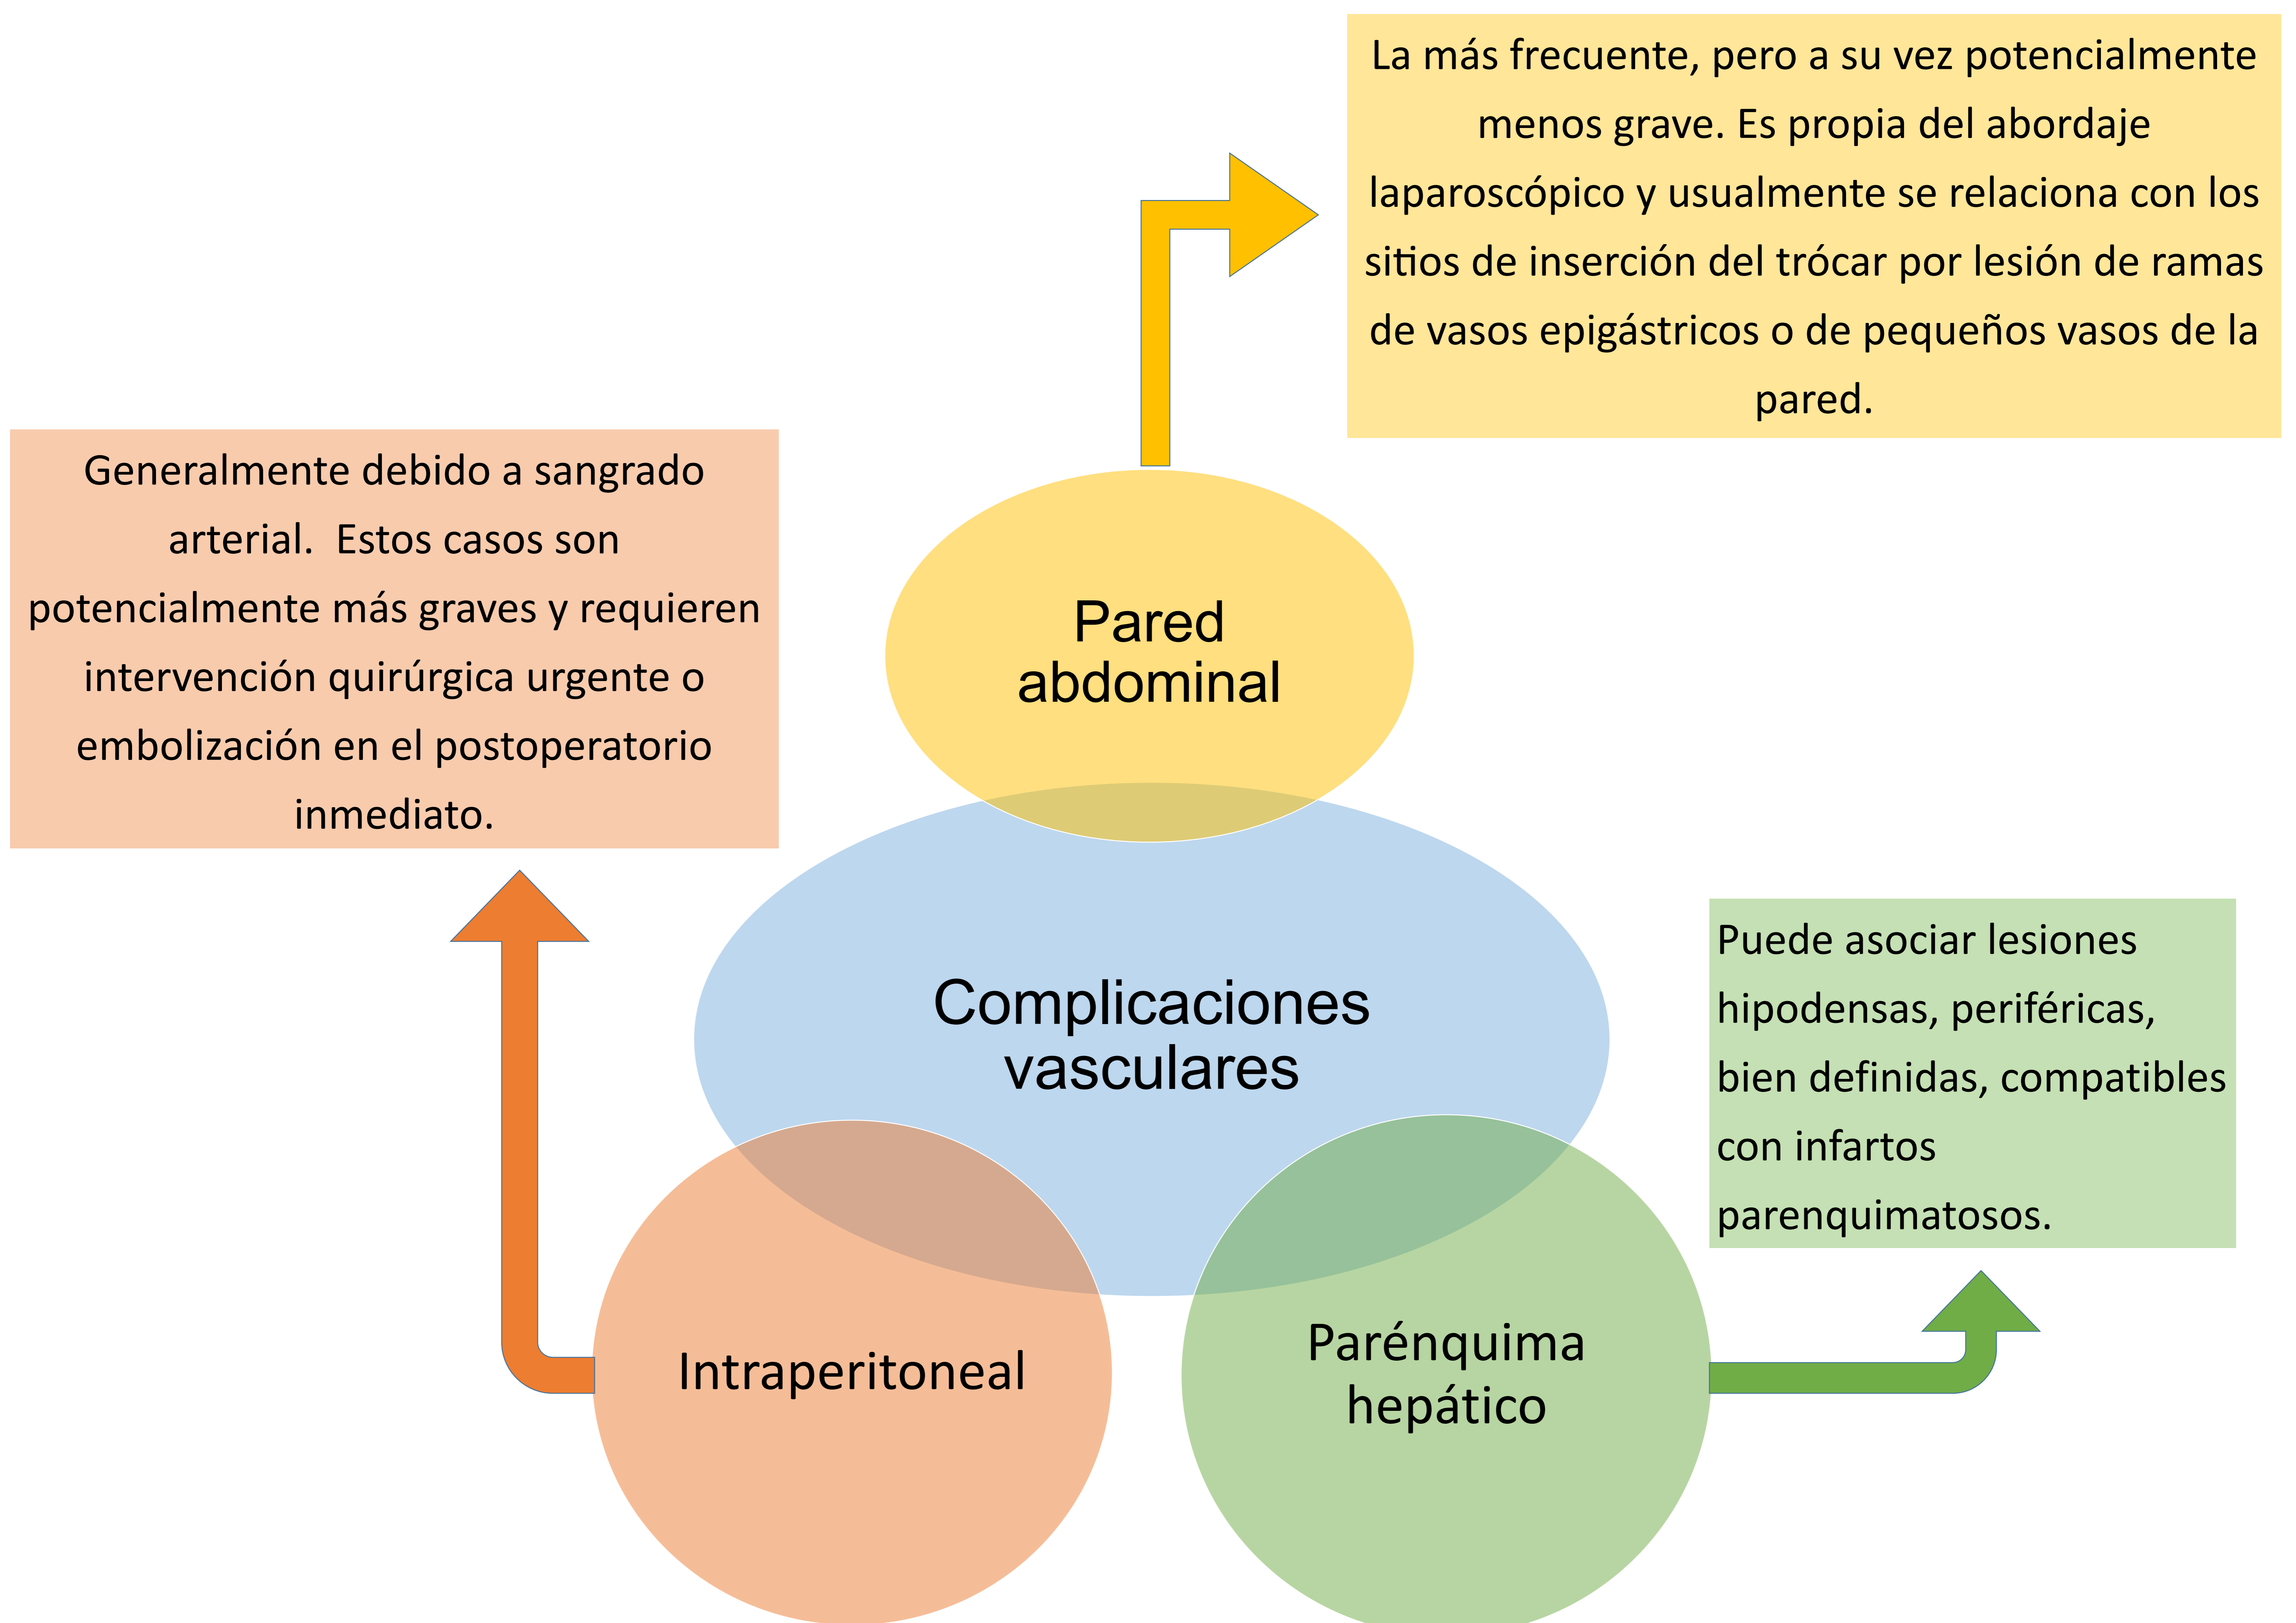 La más frecuente, pero a su vez potencialmente
menos grave. Es propia del abordaje
laparoscópico y usualmente se relaciona con los
sitios de inserción del trócar por lesión de ramas
de vasos epigástricos o de pequeños vasos de la
pared.
Generalmente debido a sangrado
arterial.  Estos casos son
potencialmente más graves y requieren
intervención quirúrgica urgente o
embolización en el postoperatorio
inmediato.
Pared
abdominal
Complicaciones
vasculares
Puede asociar lesiones
hipodensas, periféricas,
bien definidas, compatibles
con infartos
parenquimatosos.
Intraperitoneal
Parénquima
hepático